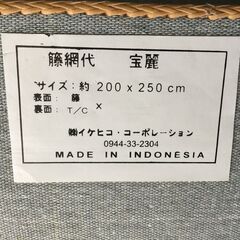 籐網代　宝麗
サイズ：約 200 x 250 cm
表面：籐
裏面：T/C ×
㈱イケヒコ・コーポレーション
0944-33-2304
MADE IN INDONESIA